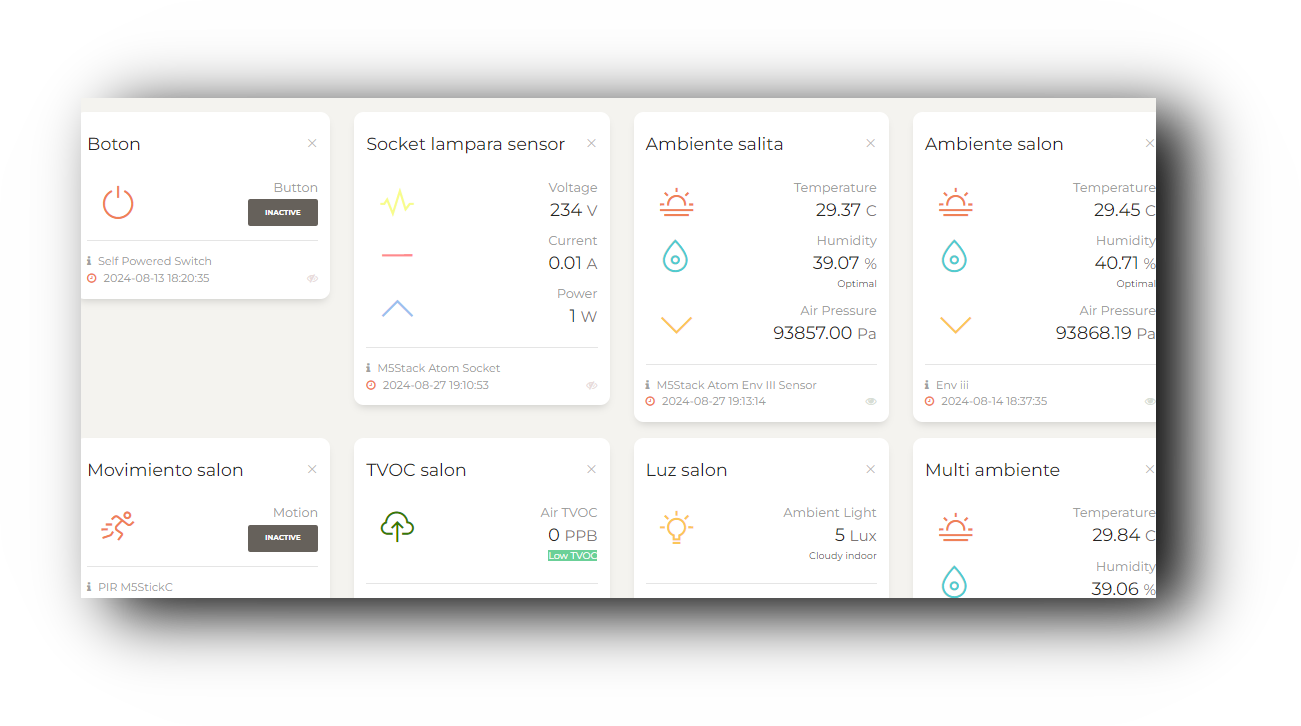 Boton
Button
INACTIVE
Self Powered Switch
2024-08-13 18:20:35
Socket lampara sensor
Voltage
234 V
Current
0.01 A
Power
1 W
M5Stack Atom Socket
2024-08-27 19:10:53
Ambiente salita
Temperature
29.37 C
Humidity
39.07 %
Optimal
Air Pressure
93857.00 Pa
M5Stack Atom Env III Sensor
2024-08-27 19:13:14
Ambiente salon
Temperature
29.45 C
Humidity
40.71 %
Optimal
Air Pressure
93868.19 Pa
Env iii
2024-08-14 18:37:35
Movimiento salon
Motion
INACTIVE
PIR M5StickC
TVOC salon
Air TVOC
0 PPB
Low TVOC
Luz salon
Ambient Light
5 Lux
Cloudy indoor
Multi ambiente
Temperature
29.84 C
Humidity
39.06 %